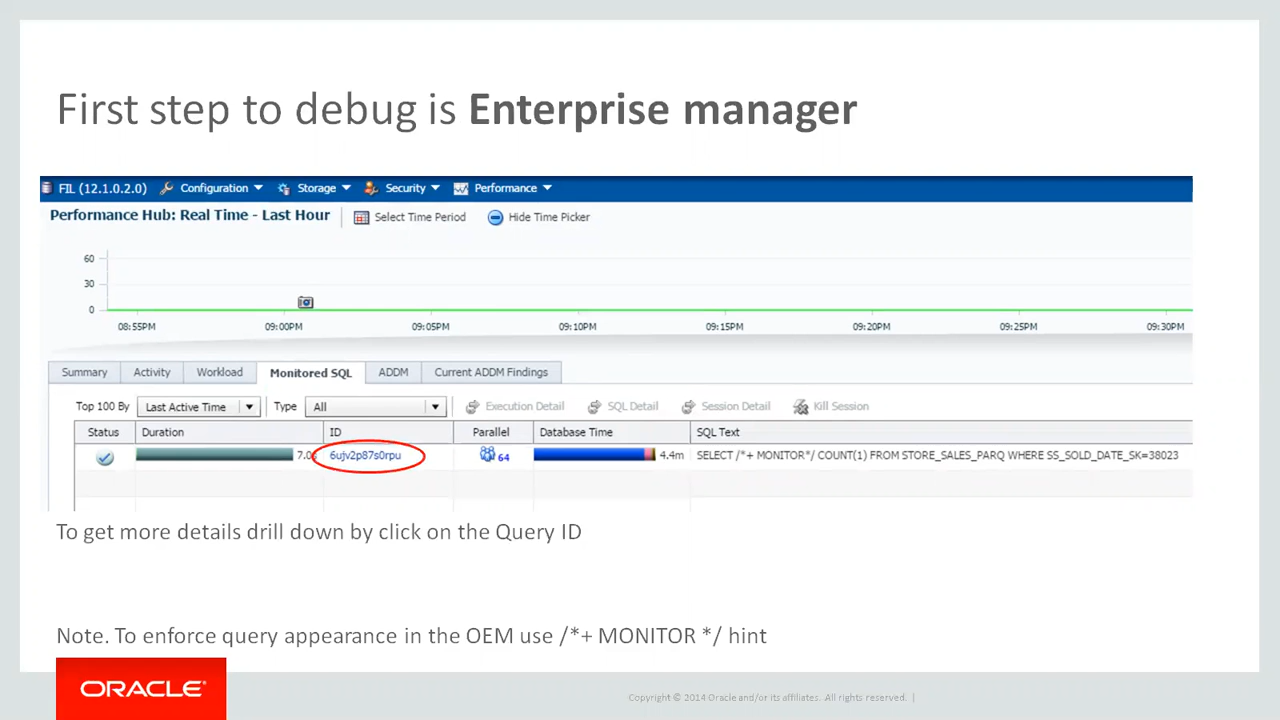 First step to debug is Enterprise manager
FIL (12.1.0.2.0) Configuration Storage Security Performance
Performance Hub: Real Time - Last Hour Select Time Period Hide Time Picker
60
30
0
08:55PM 09:00PM 09:05PM 09:10PM 09:15PM 09:20PM 09:25PM 09:30PM
Summary Activity Workload Monitored SQL ADDM Current ADDM Findings
Top 100 By Last Active Time Type All Execution Detail SQL Detail Session Detail Kill Session
Status Duration ID Parallel Database Time SQL Text
7.0s 6ujv2p87s0rpu 64 4.4m SELECT /*+ MONITOR*/ COUNT(1) FROM STORE_SALES_PARQ WHERE SS_SOLD_DATE_SK=38023
To get more details drill down by click on the Query ID
Note. To enforce query appearance in the OEM use /*+ MONITOR */ hint
ORACLE®
Copyright © 2014 Oracle and/or its affiliates. All rights reserved. |